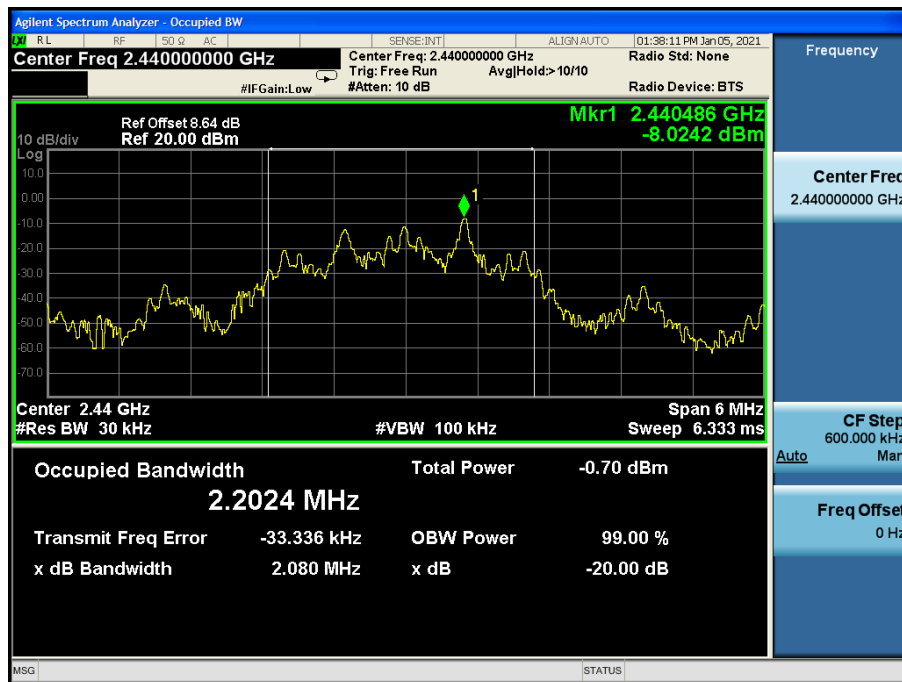 Agilent Spectrum Analyzer - Occupied BW
LXI RL RF 50 Ω AC SENSE:INT ALIGN AUTO 01:38:11 PM Jan 05, 2021
Center Freq 2.440000000 GHz
Center Freq: 2.440000000 GHz
Radio Std: None
Trig: Free Run Avg|Hold:>10/10
#IFGain:Low #Atten: 10 dB Radio Device: BTS
Mkr1 2.440486 GHz
-8.0242 dBm
Ref Offset 8.64 dB
10 dB/div Ref 20.00 dBm
Log
10.0
0.00
-10.0
-20.0
-30.0
-40.0
-50.0
-60.0
-70.0
1
Center 2.44 GHz Span 6 MHz
#Res BW 30 kHz #VBW 100 kHz Sweep 6.333 ms
Occupied Bandwidth Total Power -0.70 dBm
2.2024 MHz
Transmit Freq Error -33.336 kHz OBW Power 99.00 %
x dB Bandwidth 2.080 MHz x dB -20.00 dB
MSG STATUS
Frequency
Center Freq
2.440000000 GHz
CF Step
600.000 kHz
Auto Man
Freq Offset
0 Hz